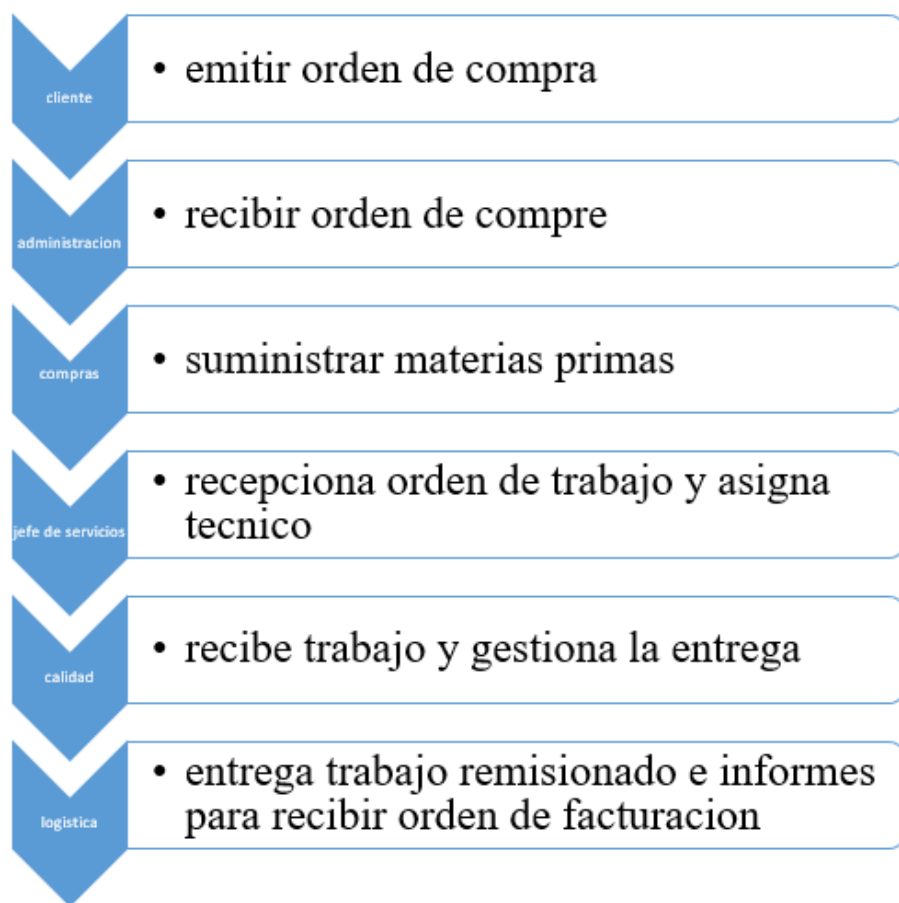 cliente
• emitir orden de compra
administracion
• recibir orden de compre
compras
• suministrar materias primas
jefe de servicios
• recepciona orden de trabajo y asigna
tecnico
calidad
• recibe trabajo y gestiona la entrega
logistica
• entrega trabajo remisionado e informes
para recibir orden de facturacion